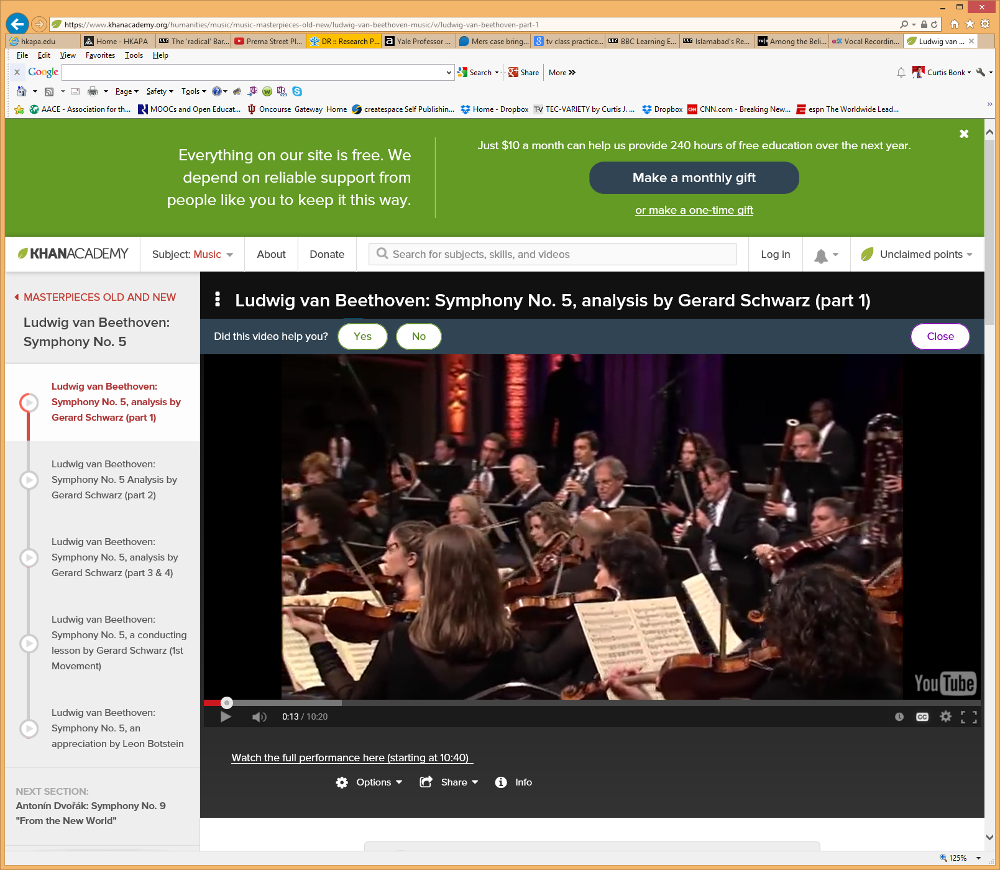 https://www.khanacademy.org/humanities/music/music-masterpieces-old-new/ludwig-van-beethoven-music/v/ludwig-van-beethoven-part-1
hkapa.edu
Home - HKAPA
BBC The 'radical' Bar...
Prerna Street Pl...
DR :: Research P...
a Yale Professor ...
Mers case bring...
8 tv class practice...
BBC BBC Learning E...
BBC Islamabad's Re...
TRIB Among the Beli...
edX Vocal Recordin...
Ludwig van ...
File Edit View Favorites Tools Help
x Google Search Share More »
Curtis Bonk
Page Safety Tools
AACE - Association for th...
MOOCs and Open Educat...
Oncourse Gateway Home
createspace Self Publishin...
Home - Dropbox
TV TEC-VARIETY by Curtis J. ...
Dropbox
CNN CNN.com - Breaking New...
espn The Worldwide Lead...
Everything on our site is free. We
depend on reliable support from
people like you to keep it this way.
Just $10 a month can help us provide 240 hours of free education over the next year.
Make a monthly gift
or make a one-time gift
KHANACADEMY
Subject: Music
About
Donate
Search for subjects, skills, and videos
Log in
Unclaimed points
MASTERPIECES OLD AND NEW
Ludwig van Beethoven:
Symphony No. 5
Ludwig van Beethoven:
Symphony No. 5, analysis by
Gerard Schwarz (part 1)
Ludwig van Beethoven:
Symphony No. 5 Analysis by
Gerard Schwarz (part 2)
Ludwig van Beethoven:
Symphony No. 5, analysis by
Gerard Schwarz (part 3 & 4)
Ludwig van Beethoven:
Symphony No. 5, a conducting
lesson by Gerard Schwarz (1st
Movement)
Ludwig van Beethoven:
Symphony No. 5, an
appreciation by Leon Botstein
NEXT SECTION:
Antonín Dvořák: Symphony No. 9
"From the New World"
Ludwig van Beethoven: Symphony No. 5, analysis by Gerard Schwarz (part 1)
Did this video help you? Yes No Close
YouTube
0:13 / 10:20
CC
Watch the full performance here (starting at 10:40)
Options Share Info
125%